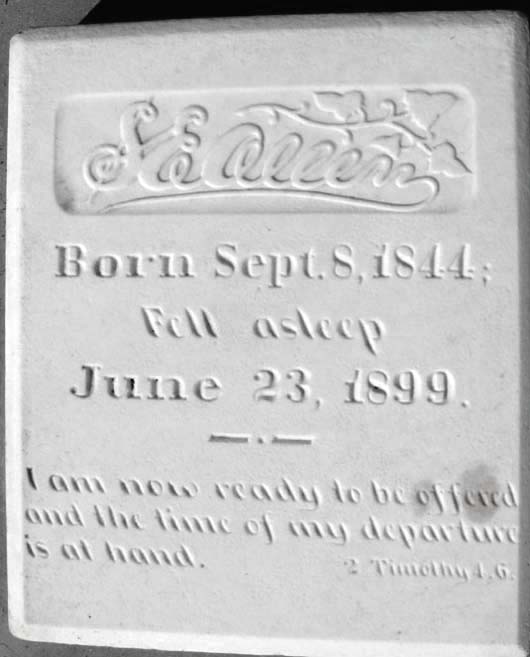 Born Sept. 8, 1844;
Fell asleep
June 23, 1899.
I am now ready to be offered
and the time of my departure
is at hand.
2 Timothy 4.6.